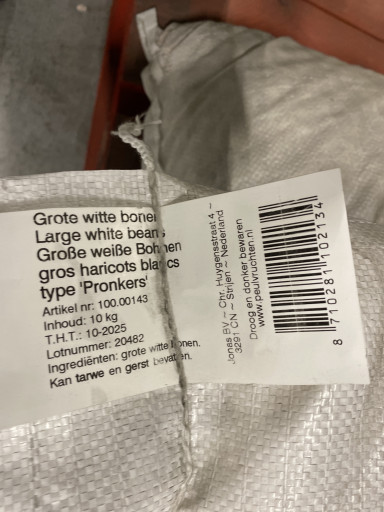 Grote witte bonen
Large white beans
Große weiße Bohnen
gros haricots blancs
type 'Pronkers'
Artikel nr: 100.00143
Inhoud: 10 kg
T.H.T.: 10-2025
Lotnummer: 20482
Ingrediënten: grote witte bonen.
Kan tarwe en gerst bevatten.
Jonas BV ~ Chr. Huygensstraat 4 ~
3291 CN ~ Strijen ~ Nederland
Droog en donker bewaren
www.peulvruchten.nl
8 710281 102134